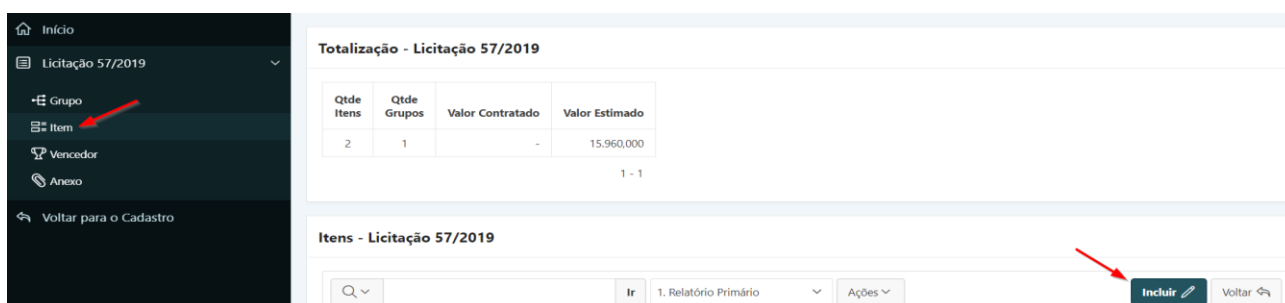 Início
Licitação 57/2019
Grupo
Item
Vencedor
Anexo
Voltar para o Cadastro
Totalização - Licitação 57/2019
Qtde Itens Qtde Grupos Valor Contratado Valor Estimado
2 1 - 15.960,000
1 - 1
Itens - Licitação 57/2019
Ir 1. Relatório Primário Ações Incluir Voltar